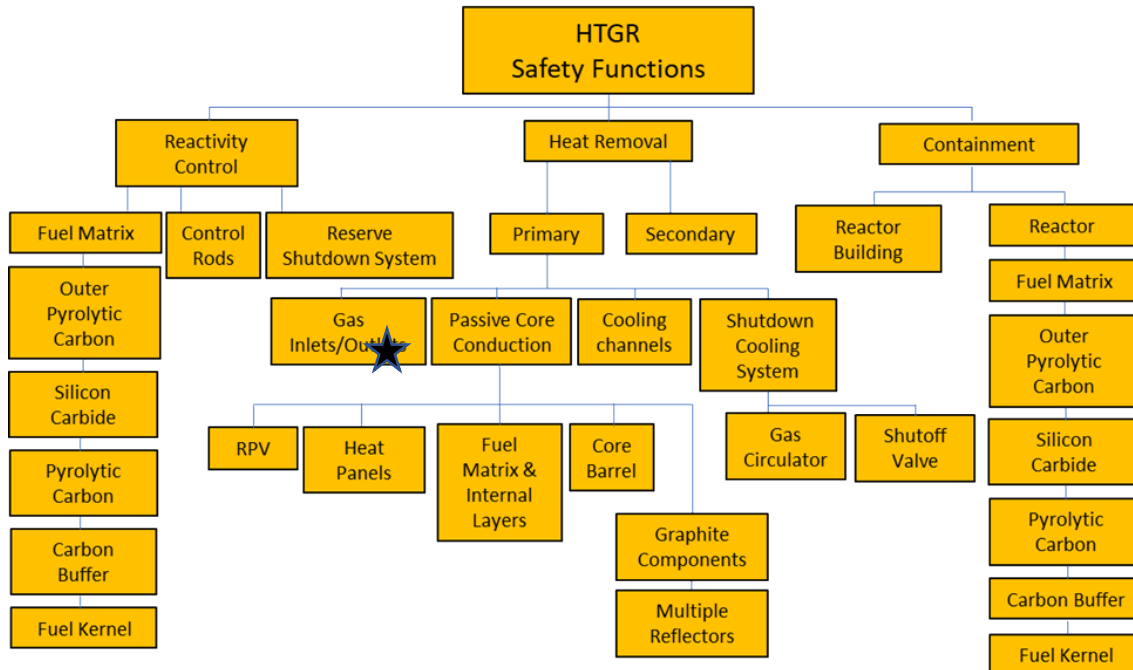 HTGR
Safety Functions
Reactivity
Control
Heat Removal
Containment
Fuel Matrix
Control
Rods
Reserve
Shutdown System
Primary
Secondary
Reactor
Building
Reactor
Outer
Pyrolytic
Carbon
Silicon
Carbide
Pyrolytic
Carbon
Carbon
Buffer
Fuel Kernel
Gas
Inlets/Outlets
Passive Core
Conduction
Cooling
channels
Shutdown
Cooling
System
RPV
Heat
Panels
Fuel
Matrix &
Internal
Layers
Core
Barrel
Graphite
Components
Multiple
Reflectors
Gas
Circulator
Shutoff
Valve
Fuel Matrix
Outer
Pyrolytic
Carbon
Silicon
Carbide
Pyrolytic
Carbon
Carbon Buffer
Fuel Kernel